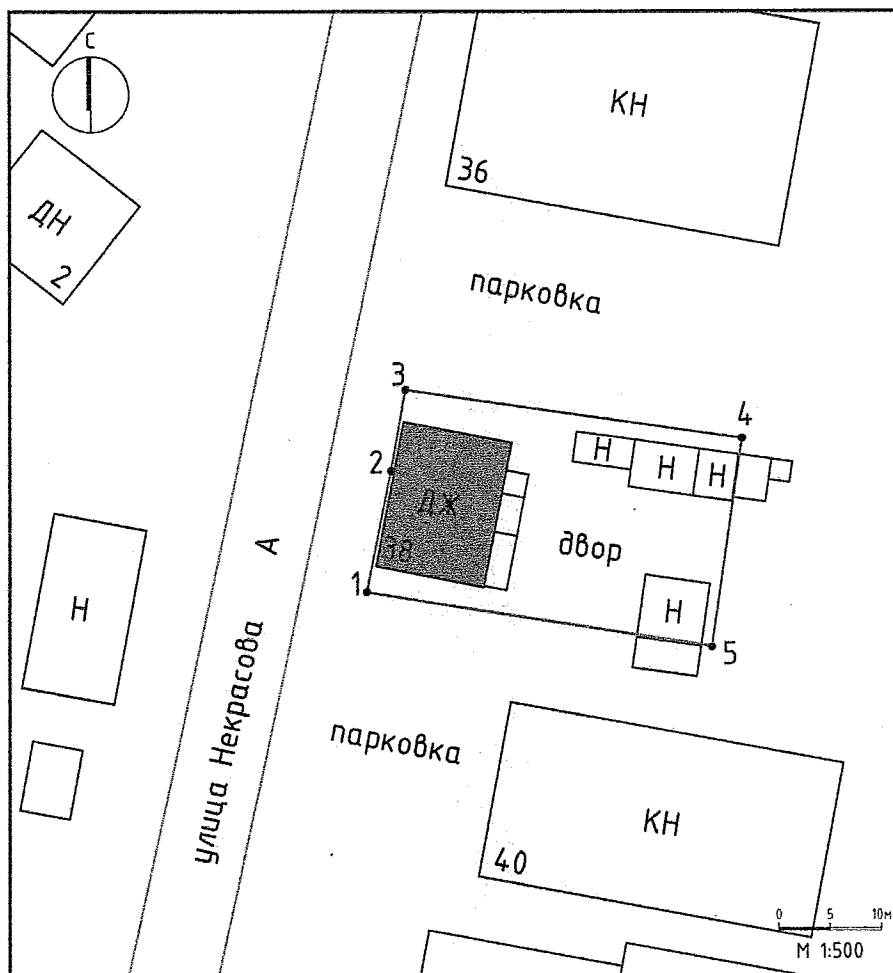 С
КН
36
ДН
2
парковка
3
4
Н
Н
Н
2
ДЖ
38
двор
А
1
Н
Н
5
улица Некрасова
парковка
КН
40
0 5 10м
М 1:500